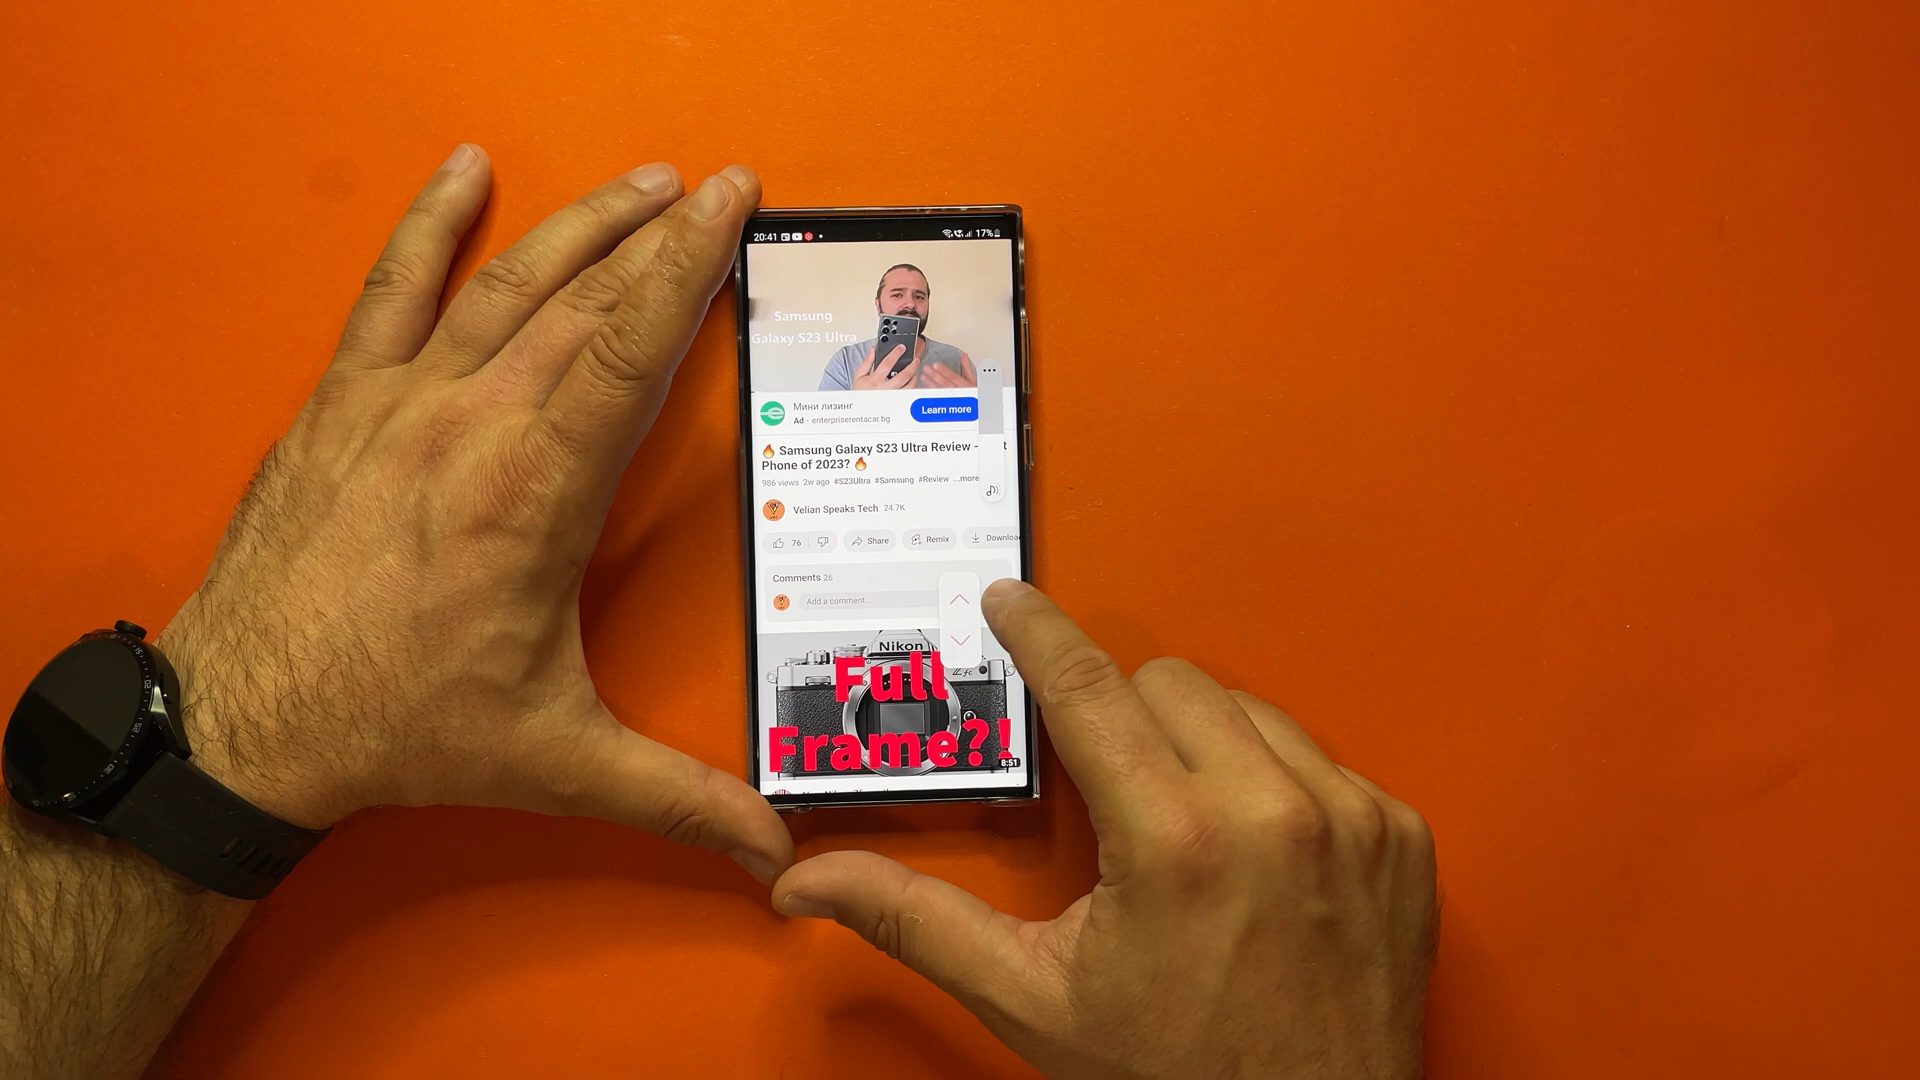 20:41
17%
Samsung
Galaxy S23 Ultra
Мини лизинг
Ad · enterpriserentacar.bg
Learn more
🔥 Samsung Galaxy S23 Ultra Review -
Phone of 2023? 🔥
986 views 2w ago #S23Ultra #Samsung #Review ...more
Velian Speaks Tech 24.7K
76
Share
Remix
Downloa
Comments 26
Add a comment...
Nikon
Full
Frame?!
8:51